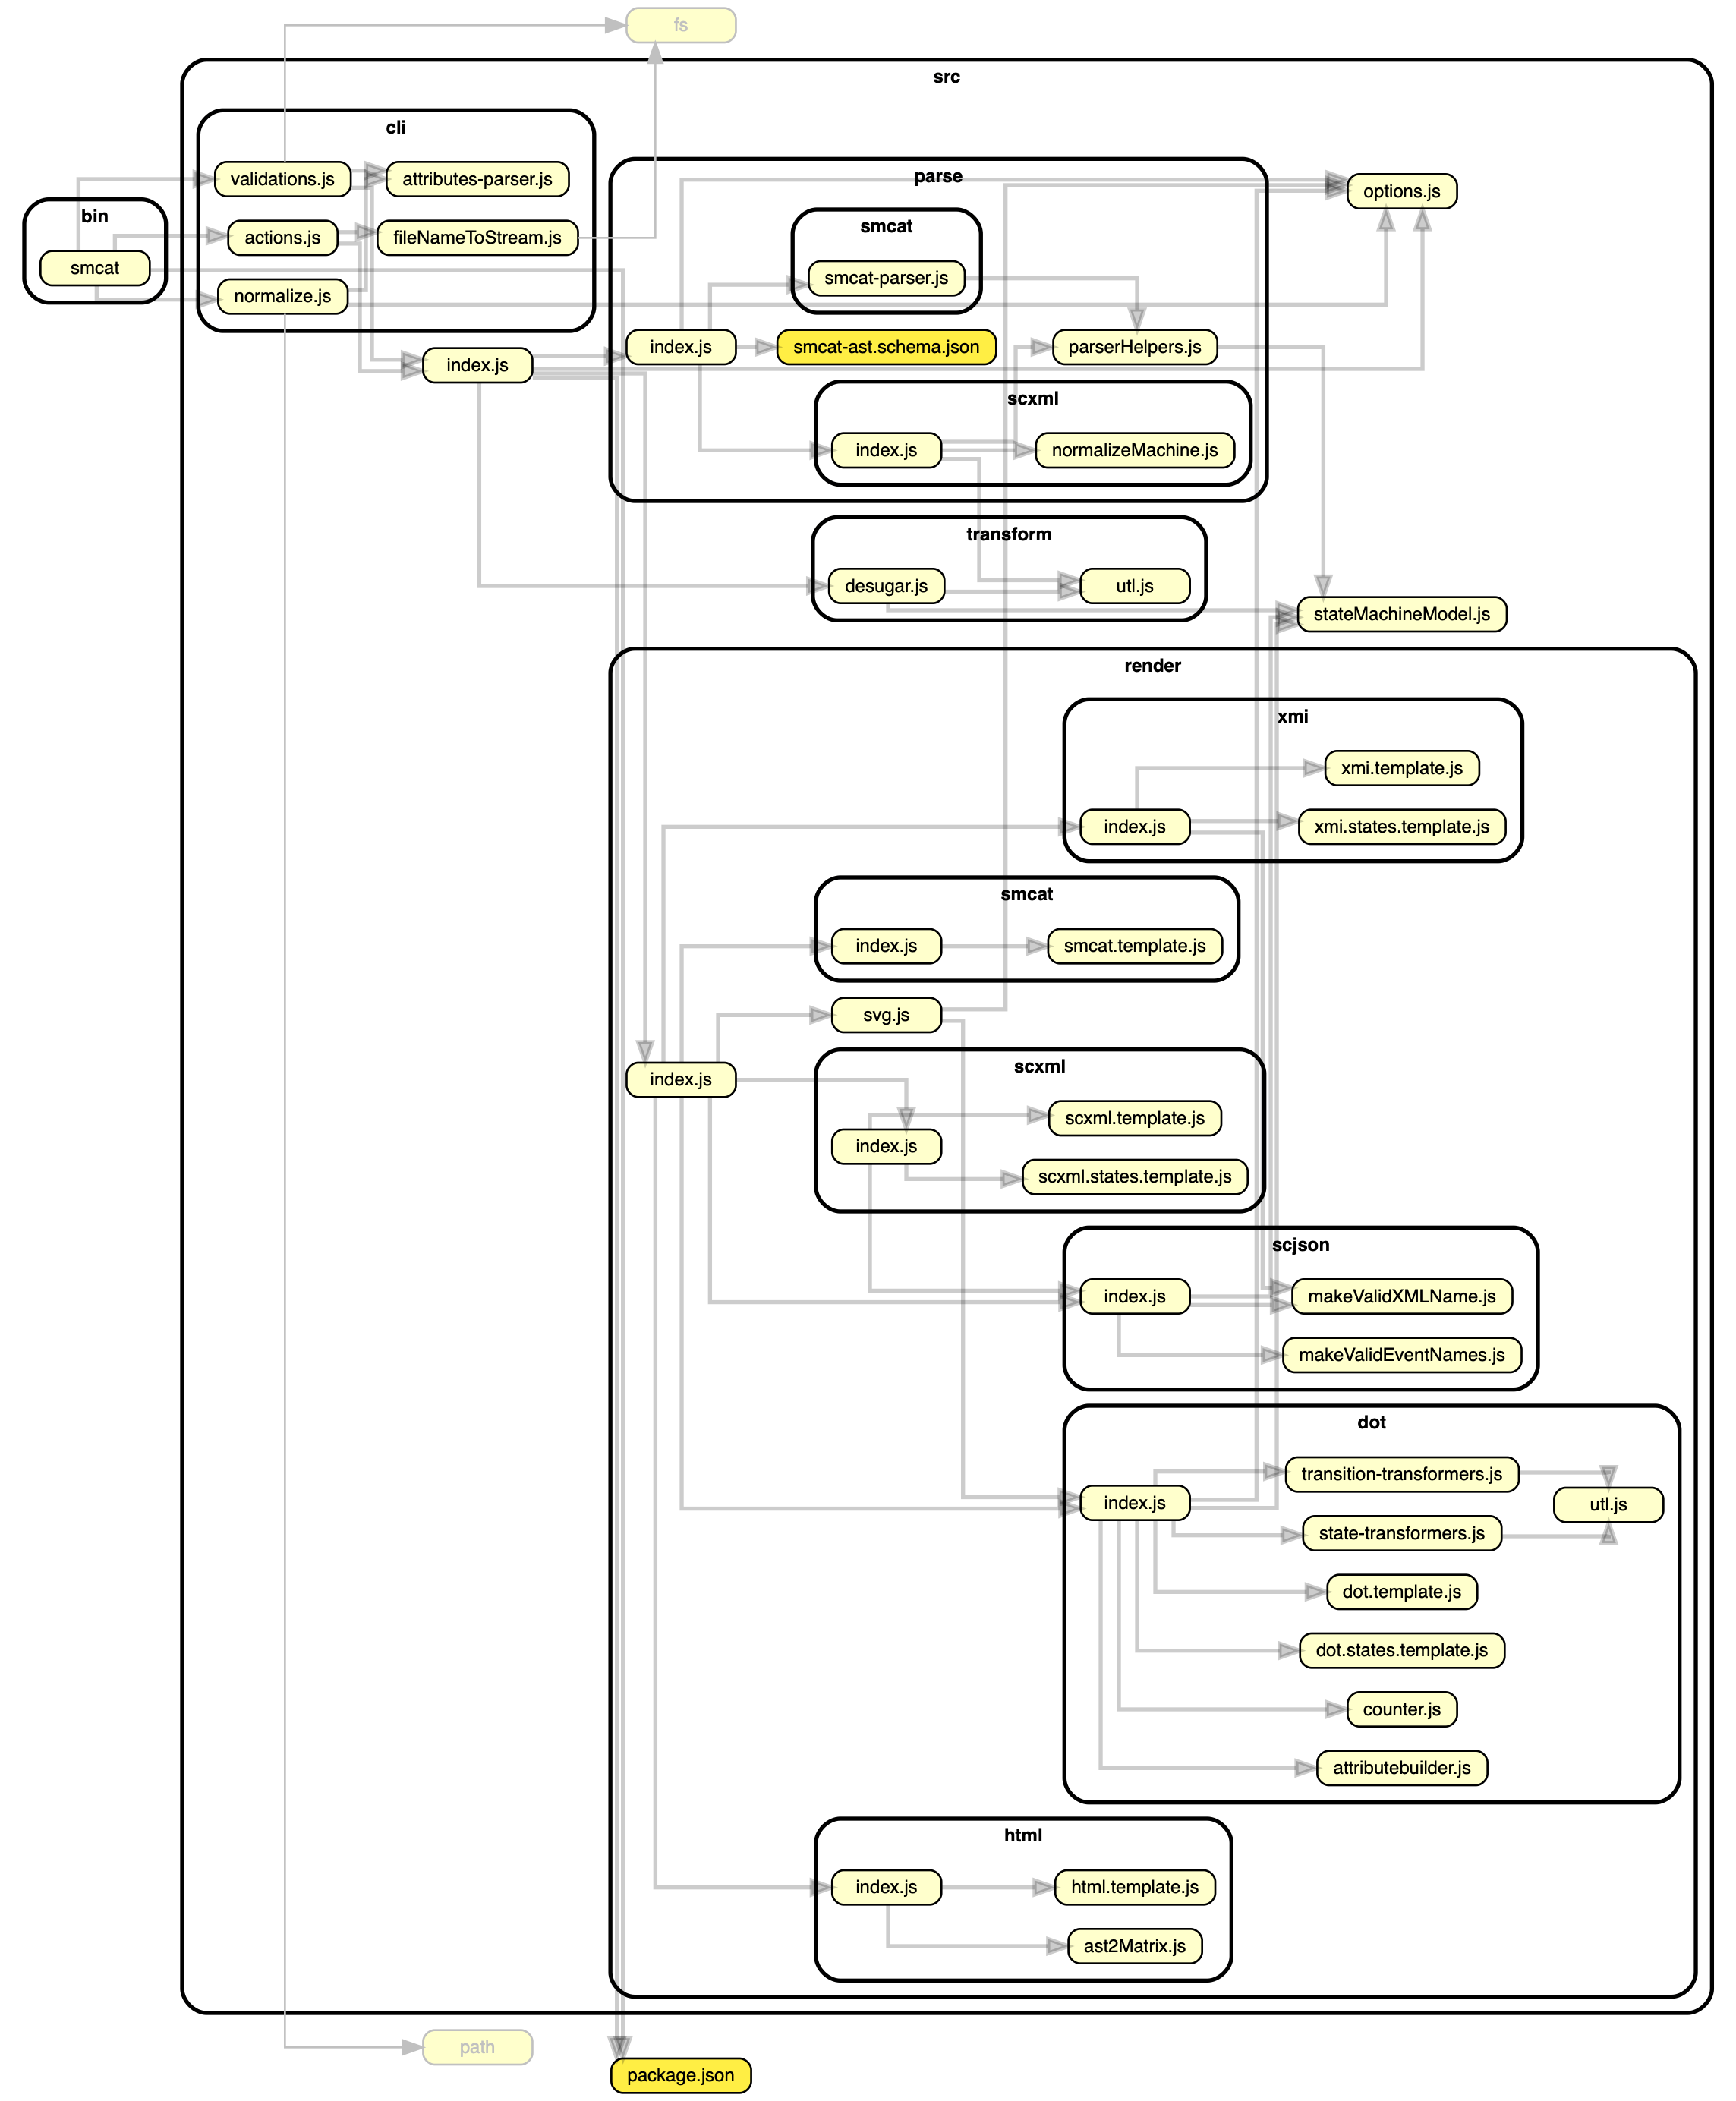 fs
src
cli
validations.js
attributes-parser.js
bin
smcat
actions.js
fileNameToStream.js
normalize.js
index.js
parse
options.js
smcat
smcat-parser.js
index.js
smcat-ast.schema.json
parserHelpers.js
scxml
index.js
normalizeMachine.js
transform
desugar.js
utl.js
stateMachineModel.js
render
xmi
xmi.template.js
index.js
xmi.states.template.js
smcat
index.js
smcat.template.js
svg.js
index.js
scxml
scxml.template.js
index.js
scxml.states.template.js
scjson
index.js
makeValidXMLName.js
makeValidEventNames.js
dot
transition-transformers.js
index.js
utl.js
state-transformers.js
dot.template.js
dot.states.template.js
counter.js
attributebuilder.js
html
index.js
html.template.js
ast2Matrix.js
path
package.json